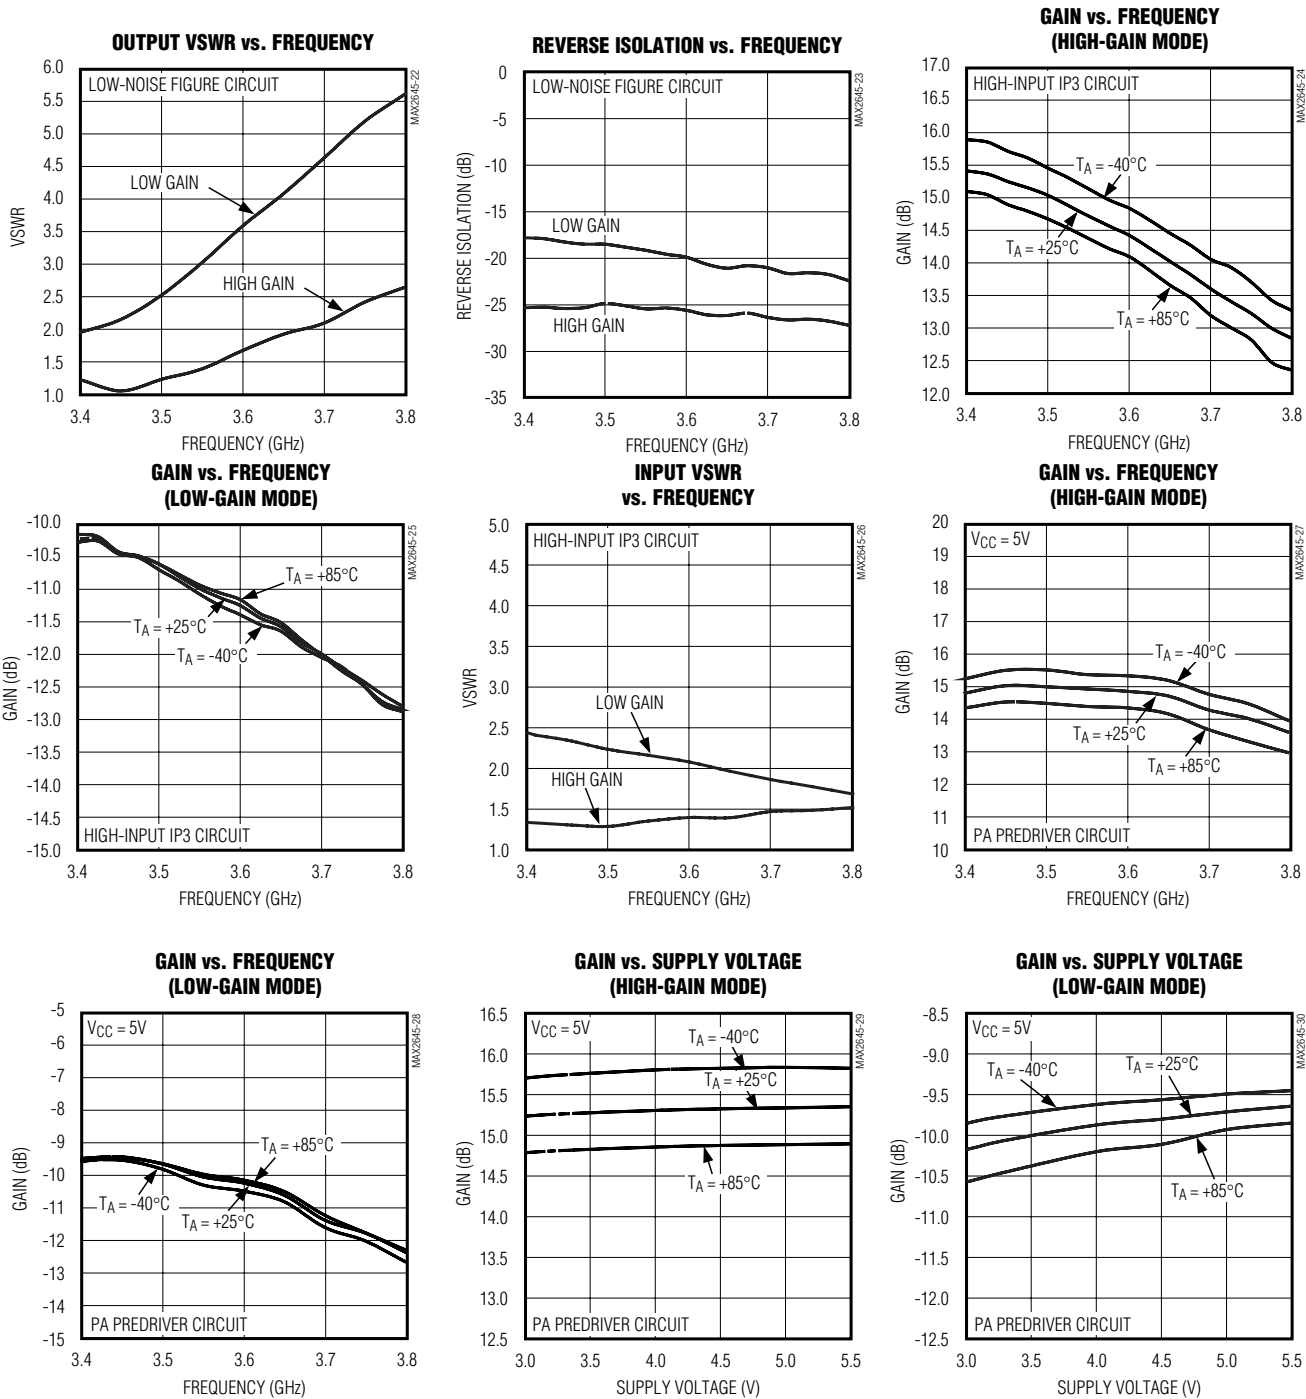 OUTPUT VSWR vs. FREQUENCY
LOW-NOISE FIGURE CIRCUIT
MAX2645-22
6.0
5.5
5.0
4.5
4.0
3.5
3.0
2.5
2.0
1.5
1.0
VSWR
LOW GAIN
HIGH GAIN
3.4 3.5 3.6 3.7 3.8
FREQUENCY (GHz)
REVERSE ISOLATION vs. FREQUENCY
LOW-NOISE FIGURE CIRCUIT
MAX2645-23
0
-5
-10
-15
-20
-25
-30
-35
REVERSE ISOLATION (dB)
LOW GAIN
HIGH GAIN
3.4 3.5 3.6 3.7 3.8
FREQUENCY (GHz)
GAIN vs. FREQUENCY
(HIGH-GAIN MODE)
HIGH-INPUT IP3 CIRCUIT
MAX2645-24
17.0
16.5
16.0
15.5
15.0
14.5
14.0
13.5
13.0
12.5
12.0
GAIN (dB)
TA = -40°C
TA = +25°C
TA = +85°C
3.4 3.5 3.6 3.7 3.8
FREQUENCY (GHz)
GAIN vs. FREQUENCY
(LOW-GAIN MODE)
MAX2645-25
-10.0
-10.5
-11.0
-11.5
-12.0
-12.5
-13.0
-13.5
-14.0
-14.5
-15.0
GAIN (dB)
TA = +85°C
TA = +25°C
TA = -40°C
HIGH-INPUT IP3 CIRCUIT
3.4 3.5 3.6 3.7 3.8
FREQUENCY (GHz)
INPUT VSWR
vs. FREQUENCY
HIGH-INPUT IP3 CIRCUIT
MAX2645-26
5.0
4.5
4.0
3.5
3.0
2.5
2.0
1.5
1.0
VSWR
LOW GAIN
HIGH GAIN
3.4 3.5 3.6 3.7 3.8
FREQUENCY (GHz)
GAIN vs. FREQUENCY
(HIGH-GAIN MODE)
VCC = 5V
MAX2645-27
20
19
18
17
16
15
14
13
12
11
10
GAIN (dB)
TA = -40°C
TA = +25°C
TA = +85°C
PA PREDRIVER CIRCUIT
3.4 3.5 3.6 3.7 3.8
FREQUENCY (GHz)
GAIN vs. FREQUENCY
(LOW-GAIN MODE)
VCC = 5V
MAX2645-28
-5
-6
-7
-8
-9
-10
-11
-12
-13
-14
-15
GAIN (dB)
TA = +85°C
TA = -40°C
TA = +25°C
PA PREDRIVER CIRCUIT
3.4 3.5 3.6 3.7 3.8
FREQUENCY (GHz)
GAIN vs. SUPPLY VOLTAGE
(HIGH-GAIN MODE)
VCC = 5V
MAX2645-29
16.5
16.0
15.5
15.0
14.5
14.0
13.5
13.0
12.5
GAIN (dB)
TA = -40°C
TA = +25°C
TA = +85°C
PA PREDRIVER CIRCUIT
3.0 3.5 4.0 4.5 5.0 5.5
SUPPLY VOLTAGE (V)
GAIN vs. SUPPLY VOLTAGE
(LOW-GAIN MODE)
VCC = 5V
MAX2645-30
-8.5
-9.0
-9.5
-10.0
-10.5
-11.0
-11.5
-12.0
-12.5
GAIN (dB)
TA = -40°C
TA = +25°C
TA = +85°C
PA PREDRIVER CIRCUIT
3.0 3.5 4.0 4.5 5.0 5.5
SUPPLY VOLTAGE (V)